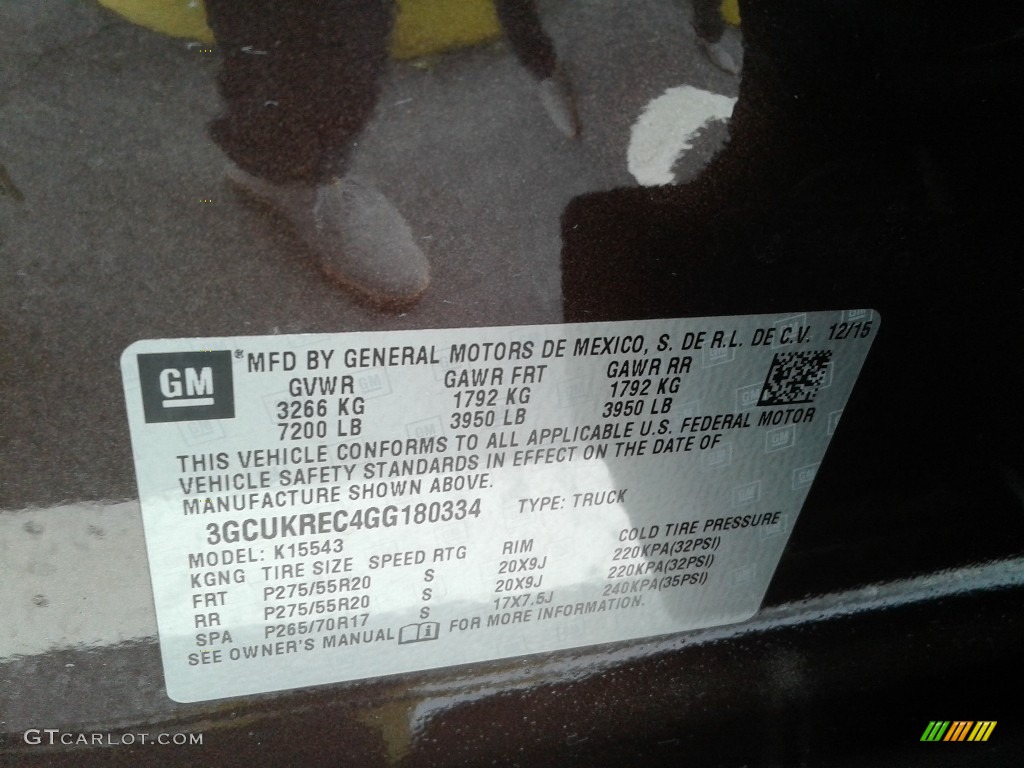 GM ® MFD BY GENERAL MOTORS DE MEXICO, S. DE R.L. DE C.V. 12/15
GVWR GAWR FRT GAWR RR
3266 KG 1792 KG 1792 KG
7200 LB 3950 LB 3950 LB
THIS VEHICLE CONFORMS TO ALL APPLICABLE U.S. FEDERAL MOTOR
VEHICLE SAFETY STANDARDS IN EFFECT ON THE DATE OF
MANUFACTURE SHOWN ABOVE.
3GCUKREC4GG180334 TYPE: TRUCK
MODEL: K15543
KGNG TIRE SIZE SPEED RTG RIM COLD TIRE PRESSURE
FRT P275/55R20 S 20X9J 220KPA(32PSI)
RR P275/55R20 S 20X9J 220KPA(32PSI)
SPA P265/70R17 S 17X7.5J 240KPA(35PSI)
SEE OWNER'S MANUAL FOR MORE INFORMATION.
GTCARLOT.COM